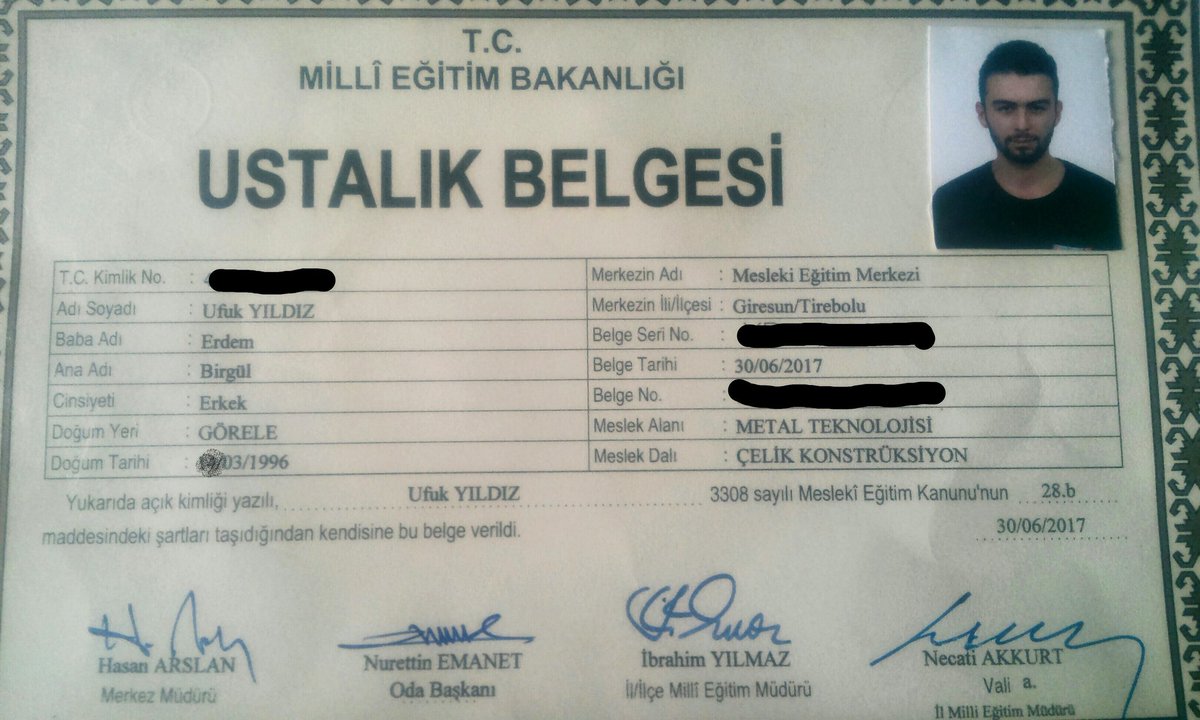 T.C.
MİLLÎ EĞİTİM BAKANLIĞI
USTALIK BELGESİ
T.C. Kimlik No. :
Adı Soyadı : Ufuk YILDIZ
Baba Adı : Erdem
Ana Adı : Birgül
Cinsiyeti : Erkek
Doğum Yeri : GÖRELE
Doğum Tarihi : /03/1996
Merkezin Adı : Mesleki Eğitim Merkezi
Merkezin İli/İlçesi : Giresun/Tirebolu
Belge Seri No. :
Belge Tarihi : 30/06/2017
Belge No. :
Meslek Alanı : METAL TEKNOLOJİSİ
Meslek Dalı : ÇELİK KONSTRÜKSİYON
Yukarıda açık kimliği yazılı, Ufuk YILDIZ 3308 sayılı Meslekî Eğitim Kanunu'nun 28.b
maddesindeki şartları taşıdığından kendisine bu belge verildi. 30/06/2017
Hasan ARSLAN
Merkez Müdürü
Nurettin EMANET
Oda Başkanı
İbrahim YILMAZ
İl/İlçe Millî Eğitim Müdürü
Necati AKKURT
Vali a.
İl Milli Eğitim Müdürü